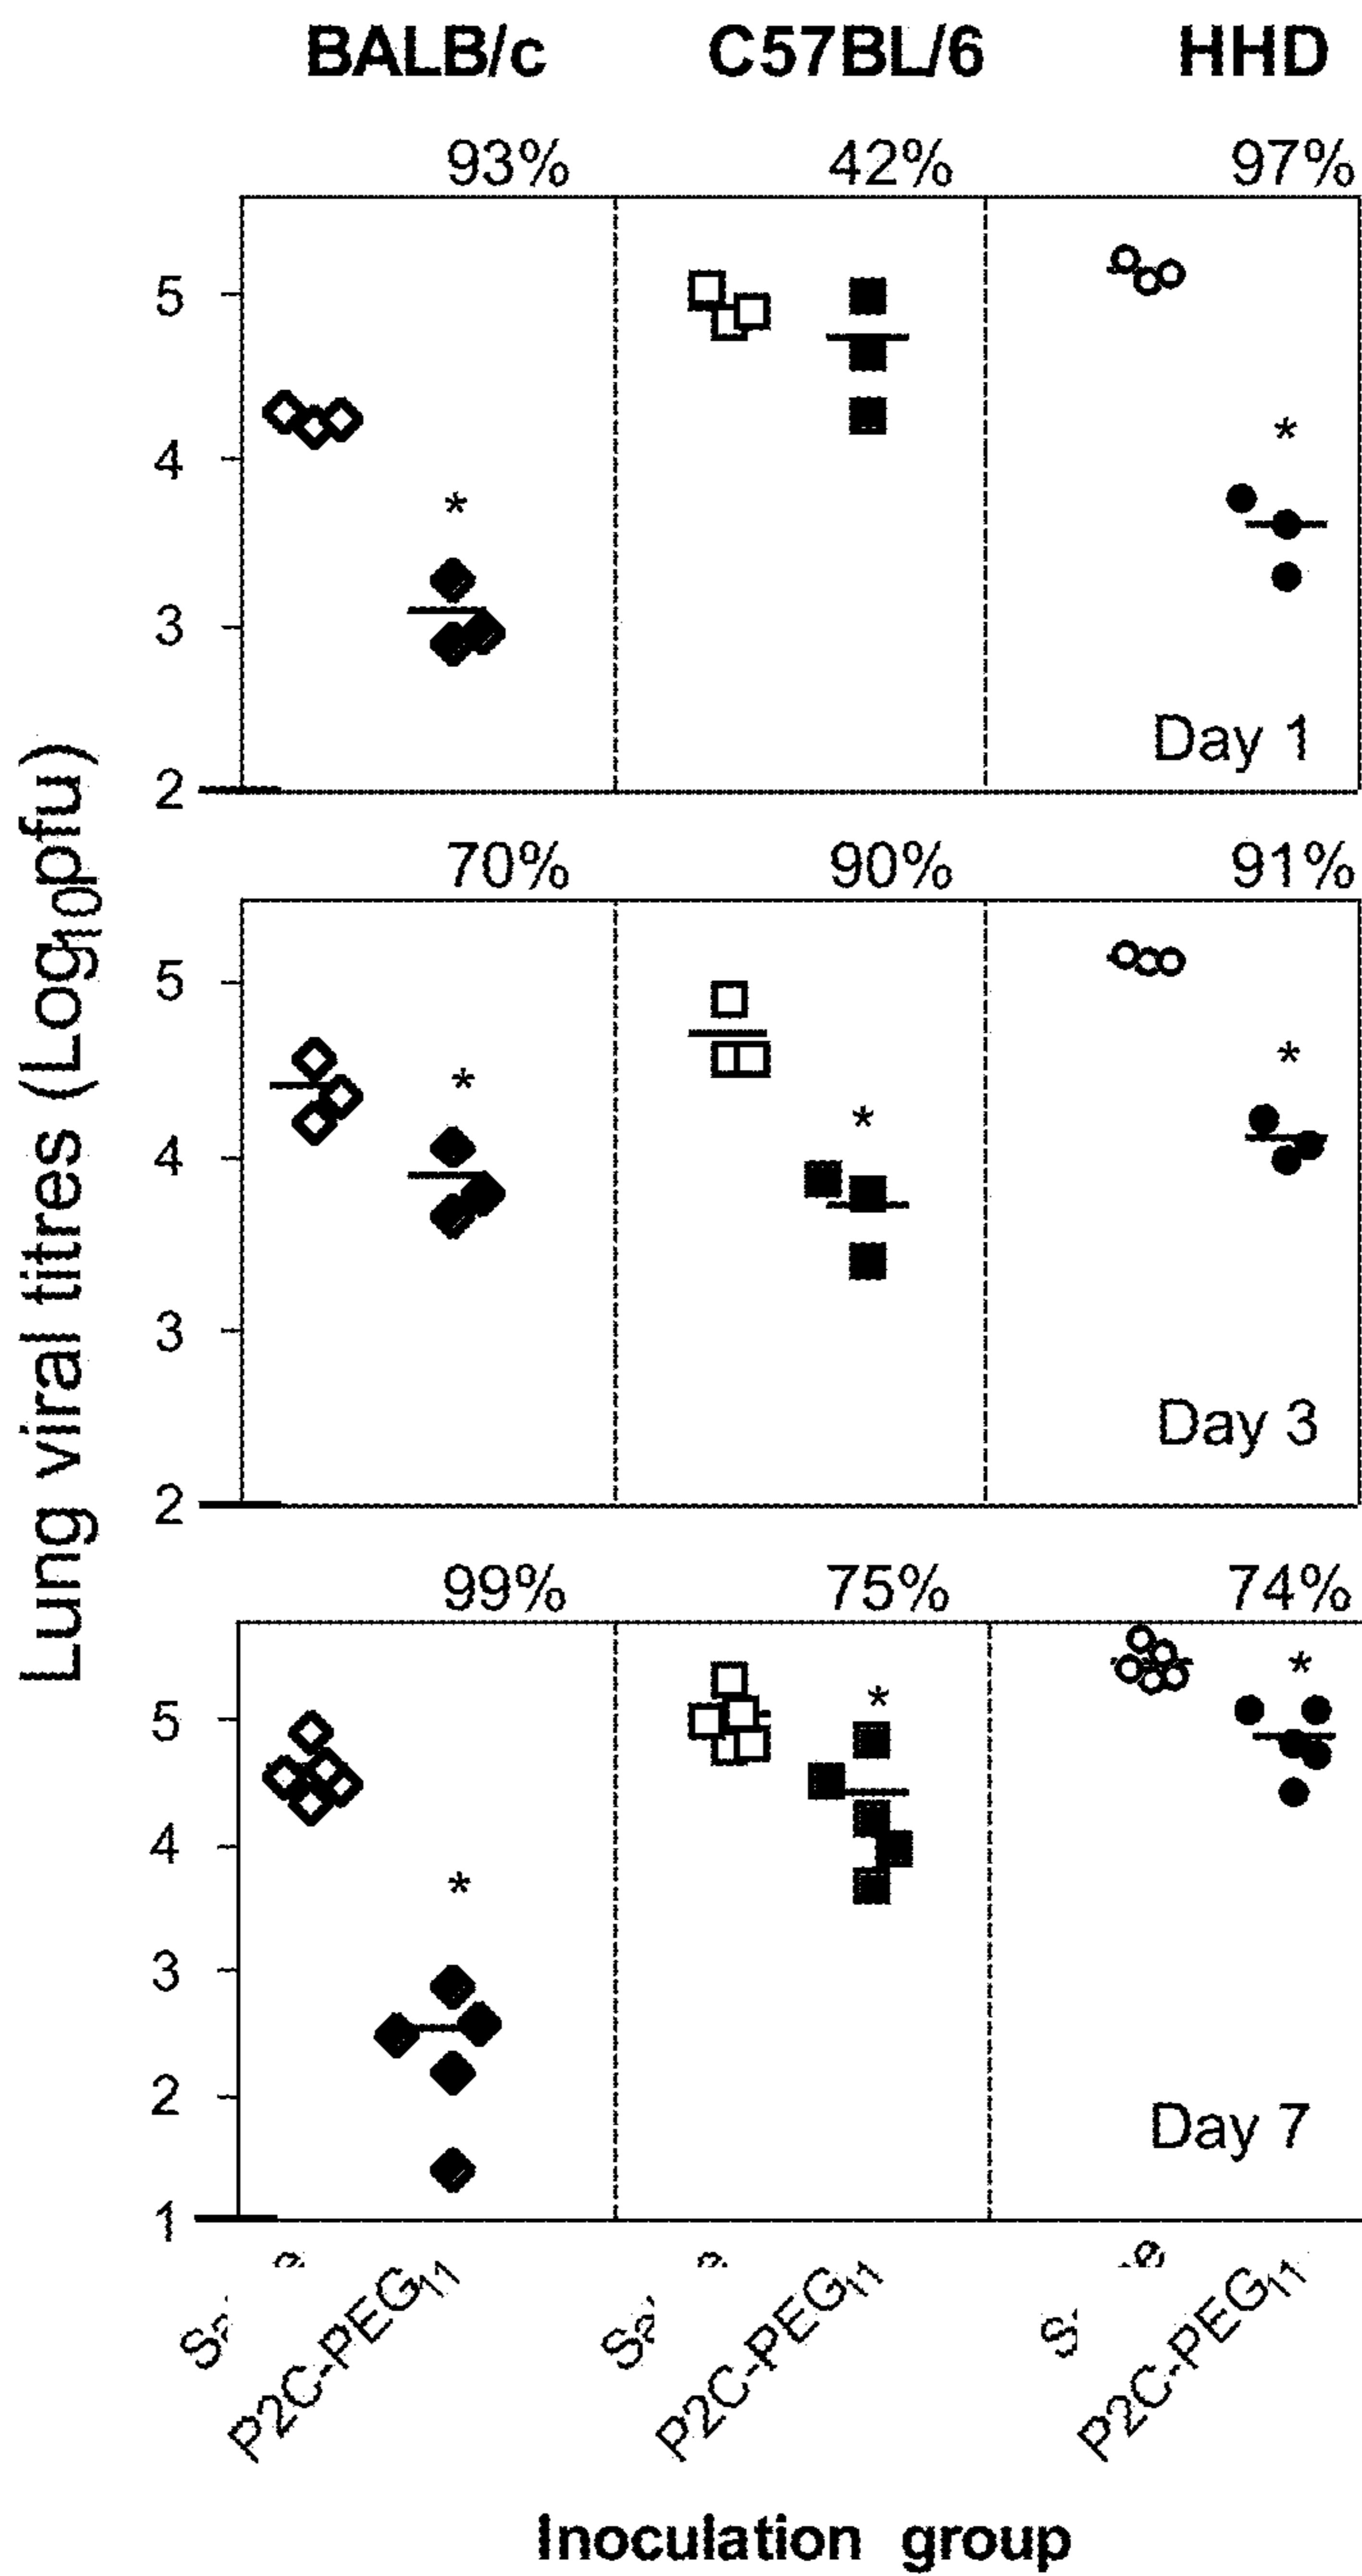 BALB/c C57BL/6 HHD
93% 42% 97%
5
4
*
*
3
Day 1
2
Lung viral titres (Log10pfu)
70% 90% 91%
5
*
*
*
4
3
Day 3
2
99% 75% 74%
*
*
5
4
*
3
2
Day 7
1
P2C-PEG11 P2C-PEG11 P2C-PEG11
Inoculation group